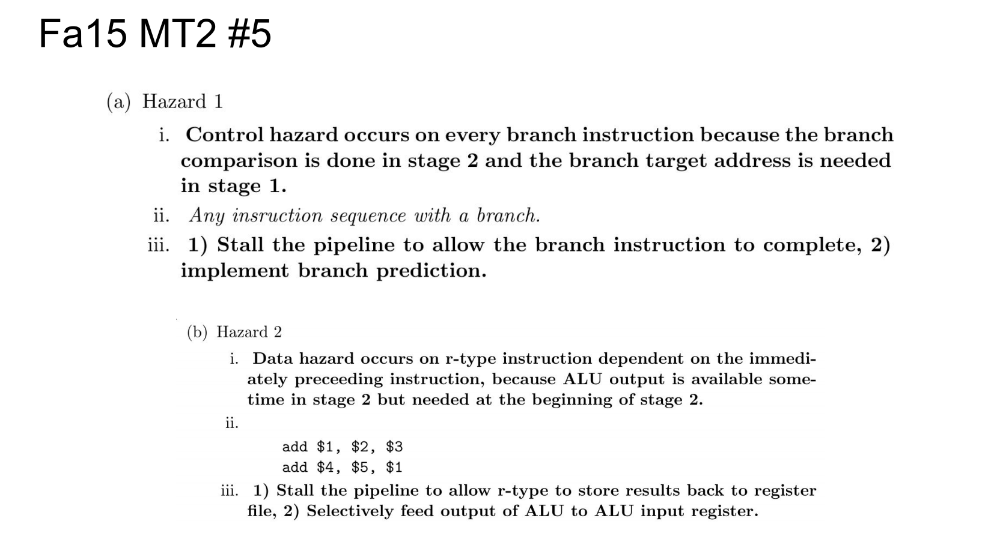 Fa15 MT2 #5
(a) Hazard 1
i. Control hazard occurs on every branch instruction because the branch
comparison is done in stage 2 and the branch target address is needed
in stage 1.
ii. Any insruction sequence with a branch.
iii. 1) Stall the pipeline to allow the branch instruction to complete, 2)
implement branch prediction.
(b) Hazard 2
i. Data hazard occurs on r-type instruction dependent on the immedi-
ately preceeding instruction, because ALU output is available some-
time in stage 2 but needed at the beginning of stage 2.
ii.
add $1, $2, $3
add $4, $5, $1
iii. 1) Stall the pipeline to allow r-type to store results back to register
file, 2) Selectively feed output of ALU to ALU input register.